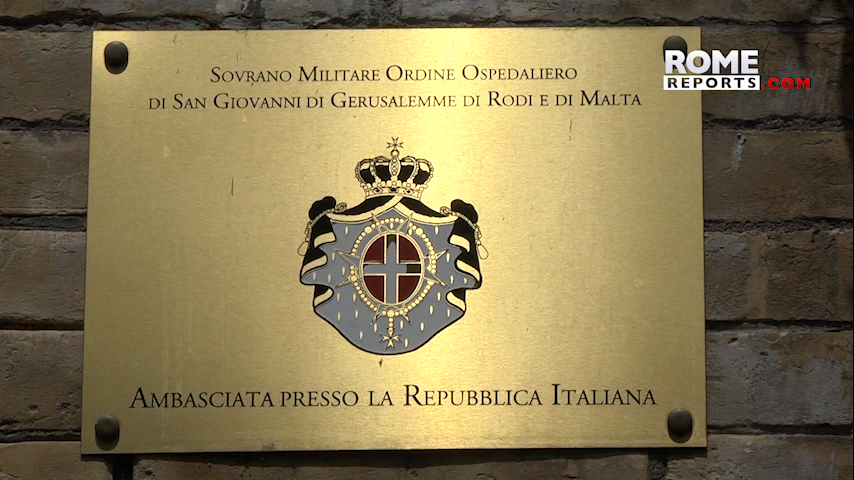 SOVRANO MILITARE ORDINE OSPEDALIERO
DI SAN GIOVANNI DI GERUSALEMME DI RODI E DI MALTA
AMBASCIATA PRESSO LA REPUBBLICA ITALIANA
ROME
REPORTS.COM